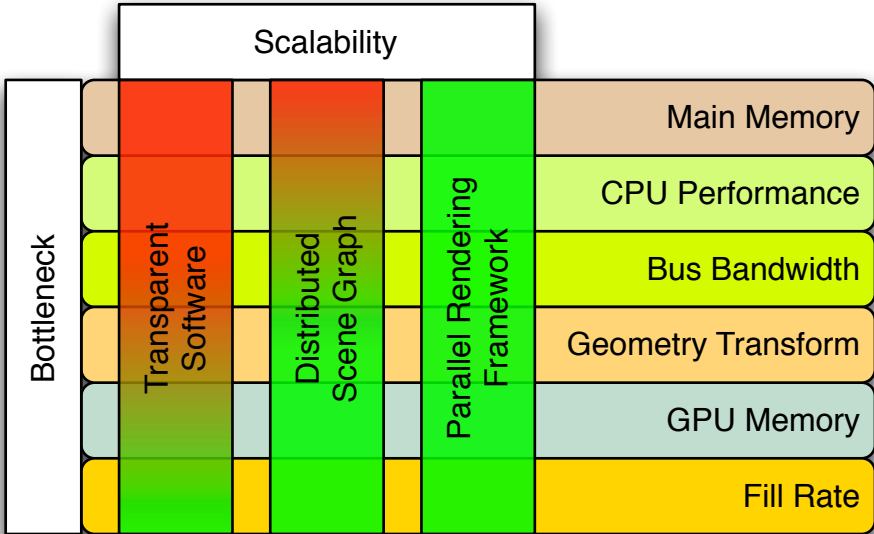 Scalability
Bottleneck
Transparent
Software
Distributed
Scene Graph
Parallel Rendering
Framework
Main Memory
CPU Performance
Bus Bandwidth
Geometry Transform
GPU Memory
Fill Rate